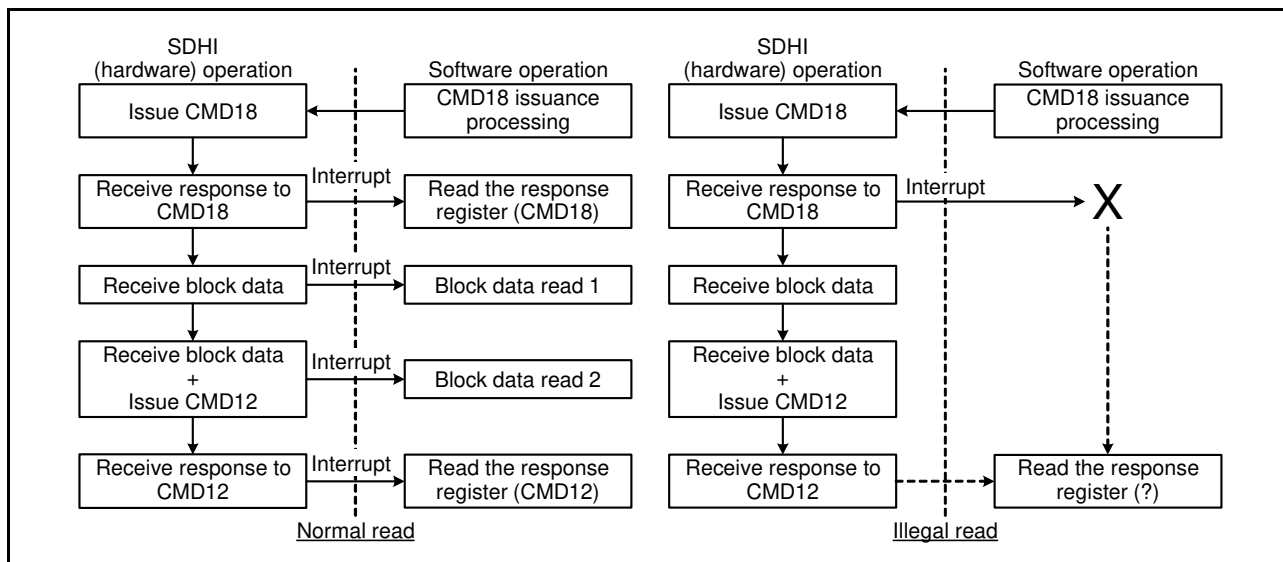 SDHI
(hardware) operation
Software operation
Issue CMD18
CMD18 issuance
processing
Receive response to
CMD18
Interrupt
Read the response
register (CMD18)
Receive block data
Interrupt
Block data read 1
Receive block data
+
Issue CMD12
Interrupt
Block data read 2
Receive response to
CMD12
Interrupt
Read the response
register (CMD12)
Normal read
SDHI
(hardware) operation
Software operation
Issue CMD18
CMD18 issuance
processing
Receive response to
CMD18
Interrupt
X
Receive block data
Receive block data
+
Issue CMD12
Receive response to
CMD12
Read the response
register (?)
Illegal read